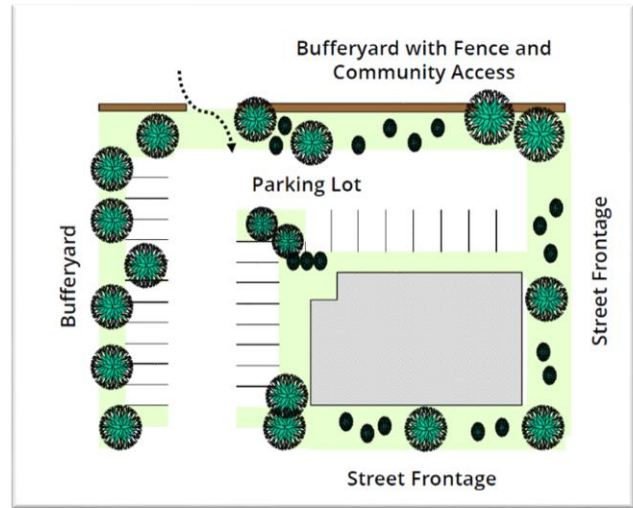 Bufferyard with Fence and
Community Access
Parking Lot
Bufferyard
Street Frontage
Street Frontage